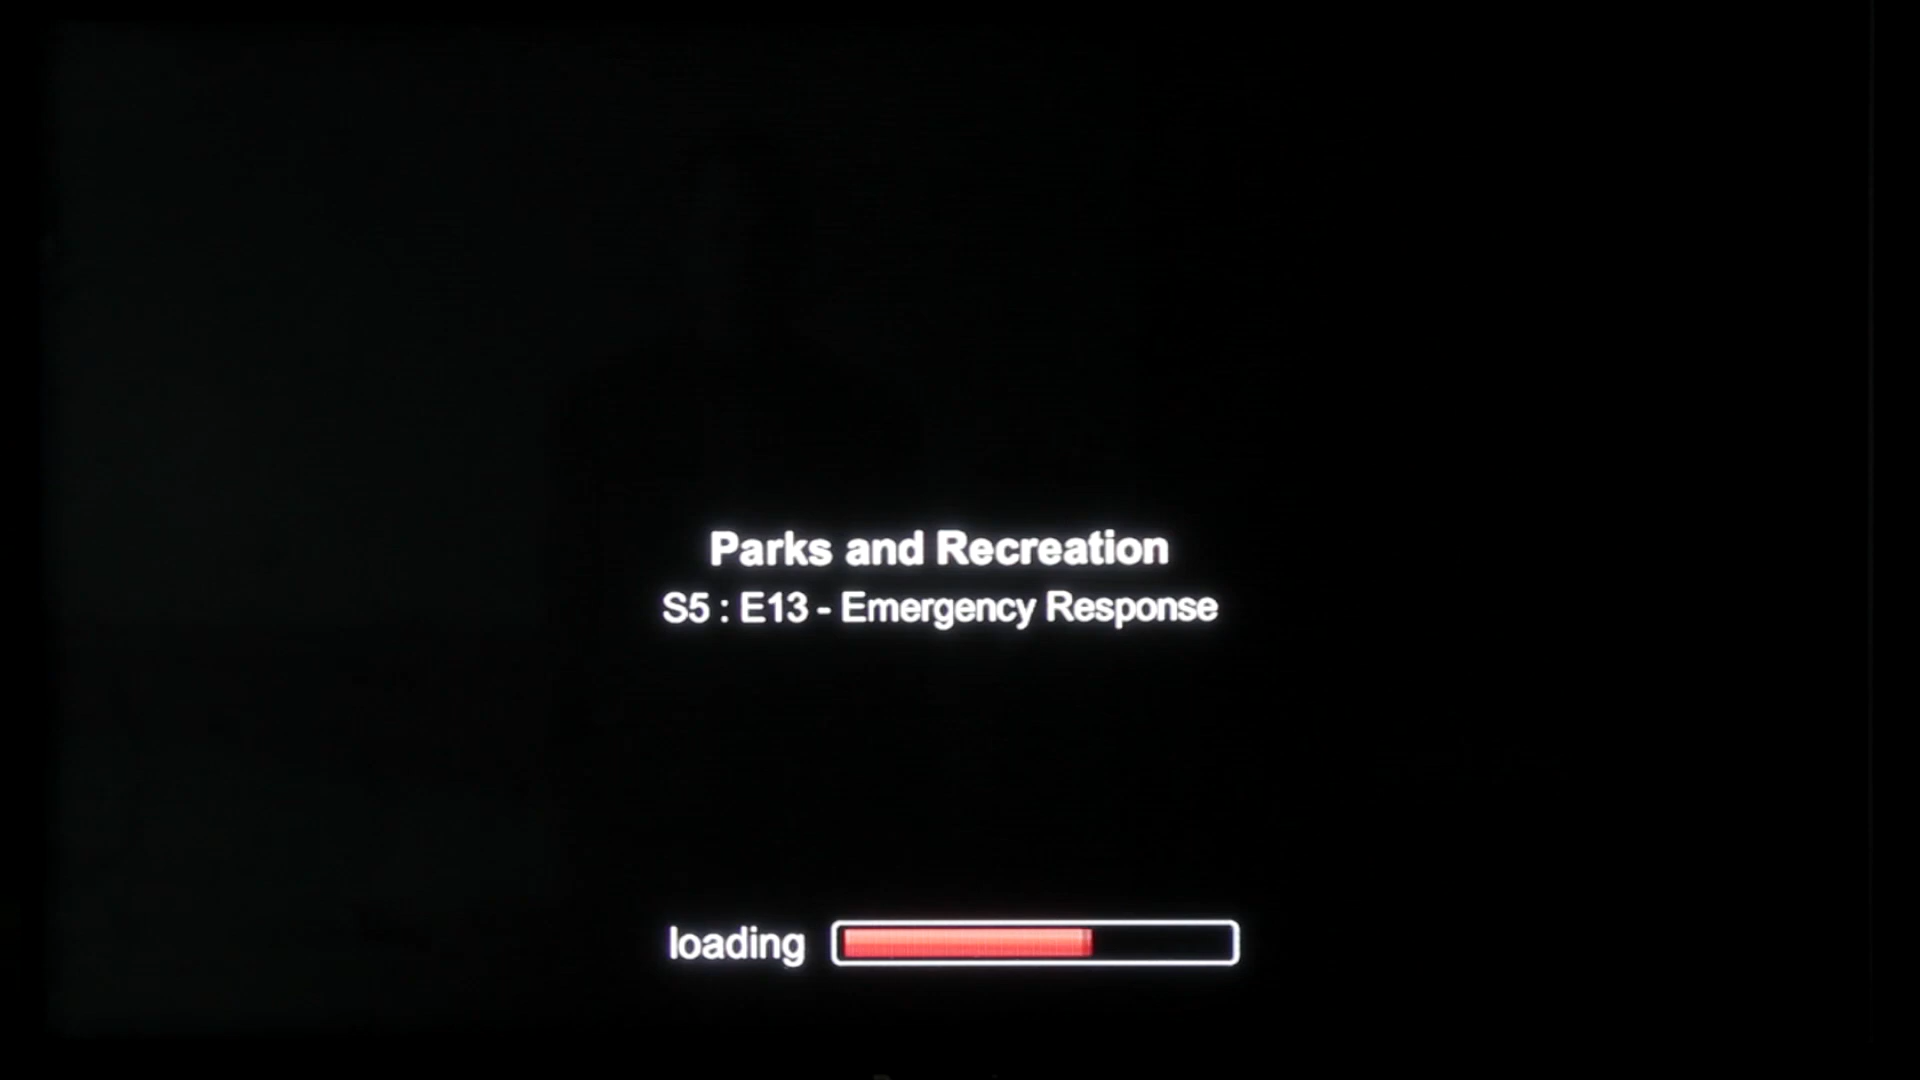 Parks and Recreation
S5 : E13 - Emergency Response
loading